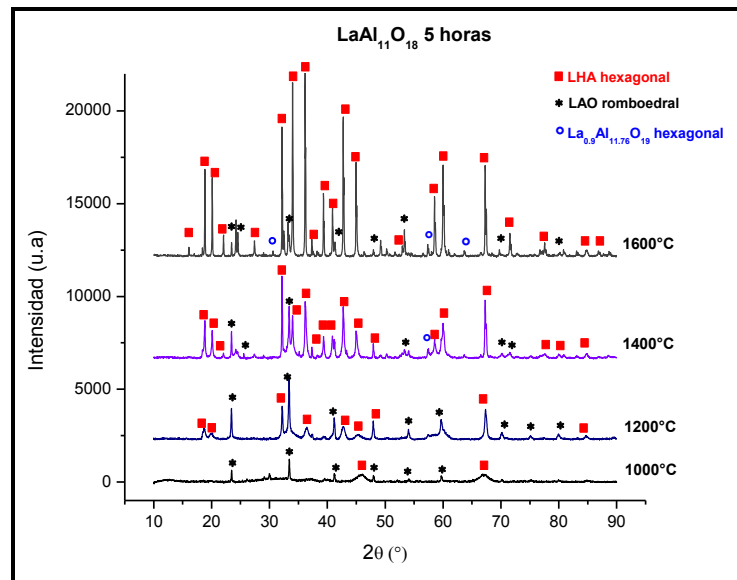 LaAl₁₁O₁₈ 5 horas
LHA hexagonal
LAO romboedral
La₀.₉Al₁₁.₇₆O₁₉ hexagonal
Intensidad (u.a)
20000
15000
10000
5000
0
1600°C
1400°C
1200°C
1000°C
10 20 30 40 50 60 70 80 90
2θ (°)